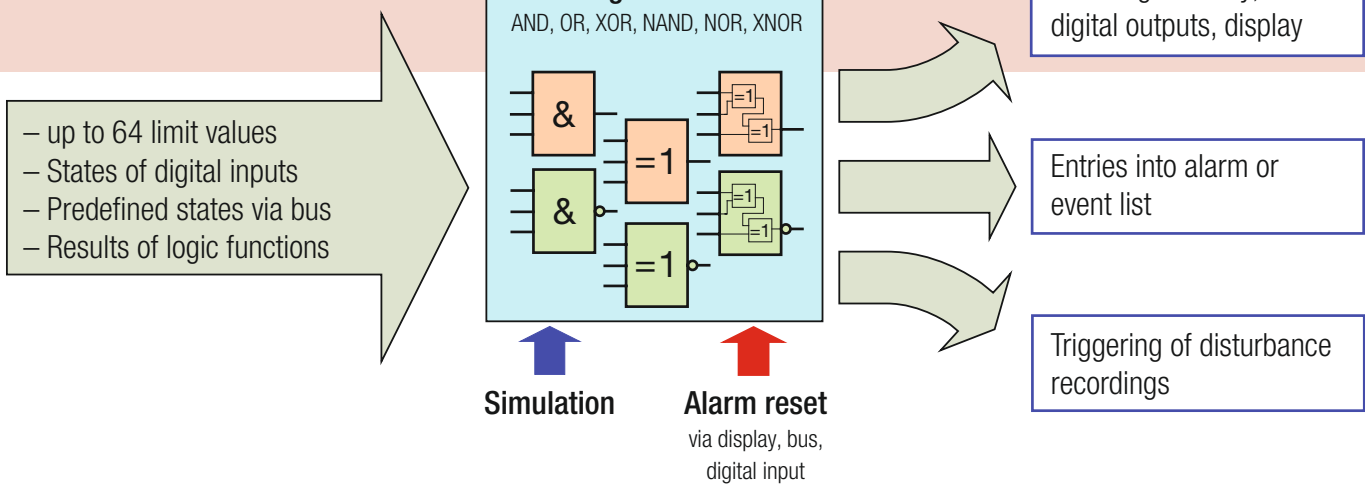 AND, OR, XOR, NAND, NOR, XNOR
digital outputs, display
– up to 64 limit values
– States of digital inputs
– Predefined states via bus
– Results of logic functions
&
=1
=1
=1
&
=1
=1
=1
Entries into alarm or
event list
Triggering of disturbance
recordings
Simulation
Alarm reset
via display, bus,
digital input